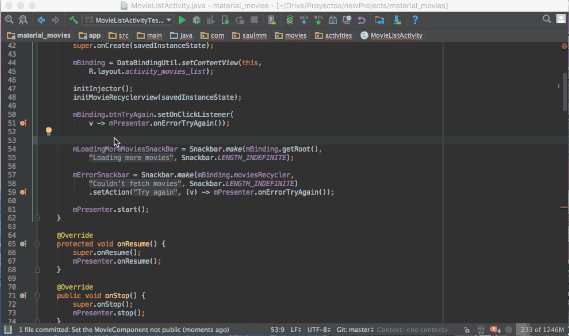 MovieListActivity.java - material_movies - [~/Drive/Proyectos/newProjects/material_movies]
MovieListActivityTes...
material_movies app src main java com saulmm movies activities MovieListActivity
42 super.onCreate(savedInstanceState);
43
44 mBinding = DataBindingUtil.setContentView(this,
45 R.layout.activity_movies_list);
46
47 initInjector();
48 initMovieRecyclerview(savedInstanceState);
49
50 mBinding.btnTryAgain.setOnClickListener(
51 v -> mPresenter.onErrorTryAgain());
52
53
54 mLoadingMoreMoviesSnackBar = Snackbar.make(mBinding.getRoot(),
55 "Loading more movies", Snackbar.LENGTH_INDEFINITE);
56
57 mErrorSnackbar = Snackbar.make(mBinding.moviesRecycler,
58 "Couldn't fetch movies", Snackbar.LENGTH_INDEFINITE)
59 .setAction("Try again", (v) -> mPresenter.onErrorTryAgain());
60
61 mPresenter.start();
62 }
63
64 @Override
65 protected void onResume() {
66 super.onResume();
67 mPresenter.onResume();
68 }
69
70 @Override
71 public void onStop() {
72 super.onStop();
73 mPresenter.stop();
74 }
1 file committed: Set the MovieComponent not public (moments ago) 53:9 LF÷ UTF-8÷ Git: master÷ Context: <no context> 233 of 1246M